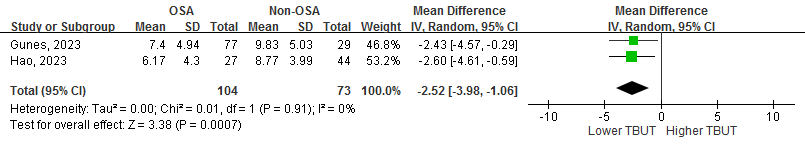 OSA Non-OSA Mean Difference Mean Difference
Study or Subgroup Mean SD Total Mean SD Total Weight IV, Random, 95% CI IV, Random, 95% CI
Gunes, 2023 7.4 4.94 77 9.83 5.03 29 46.8% -2.43 [-4.57, -0.29]
Hao, 2023 6.17 4.3 27 8.77 3.99 44 53.2% -2.60 [-4.61, -0.59]
Total (95% CI) 104 73 100.0% -2.52 [-3.98, -1.06]
Heterogeneity: Tau² = 0.00; Chi² = 0.01, df = 1 (P = 0.91); I² = 0%
Test for overall effect: Z = 3.38 (P = 0.0007)
-10 -5 0 5 10
Lower TBUT Higher TBUT